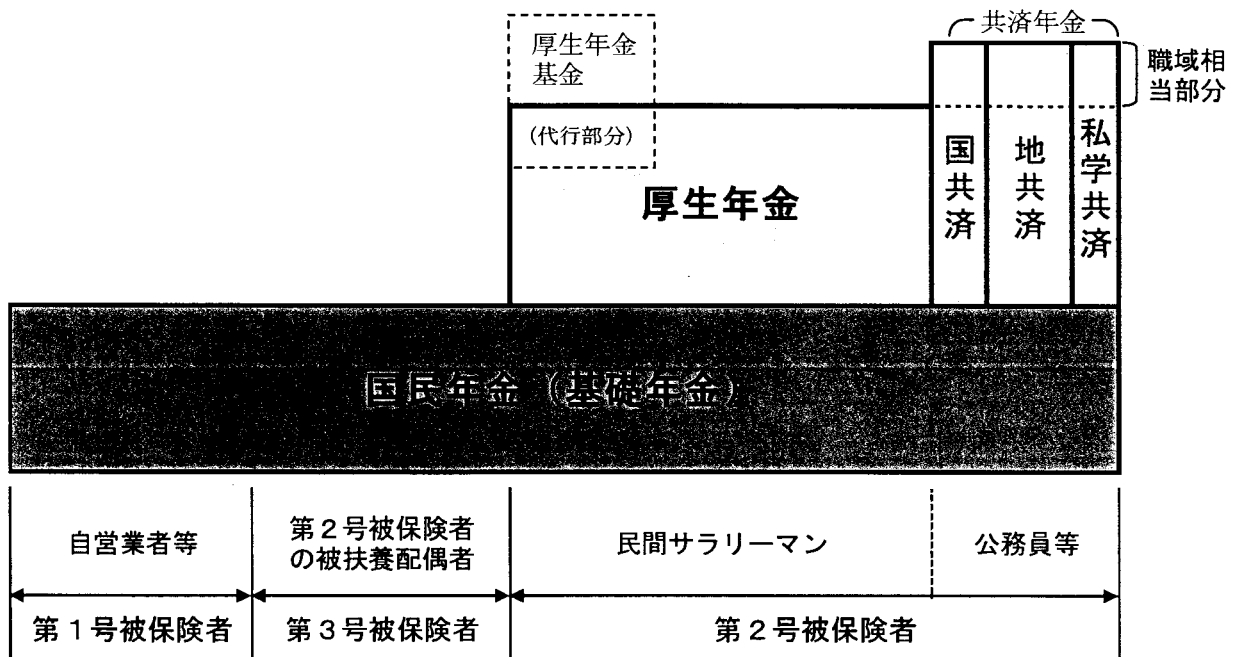 共済年金
厚生年金
基金
職域相
当部分
(代行部分)
厚生年金
国共済
地共済
私学共済
国民年金(基礎年金)
自営業者等
第2号被保険者
の被扶養配偶者
民間サラリーマン
公務員等
第1号被保険者
第3号被保険者
第2号被保険者